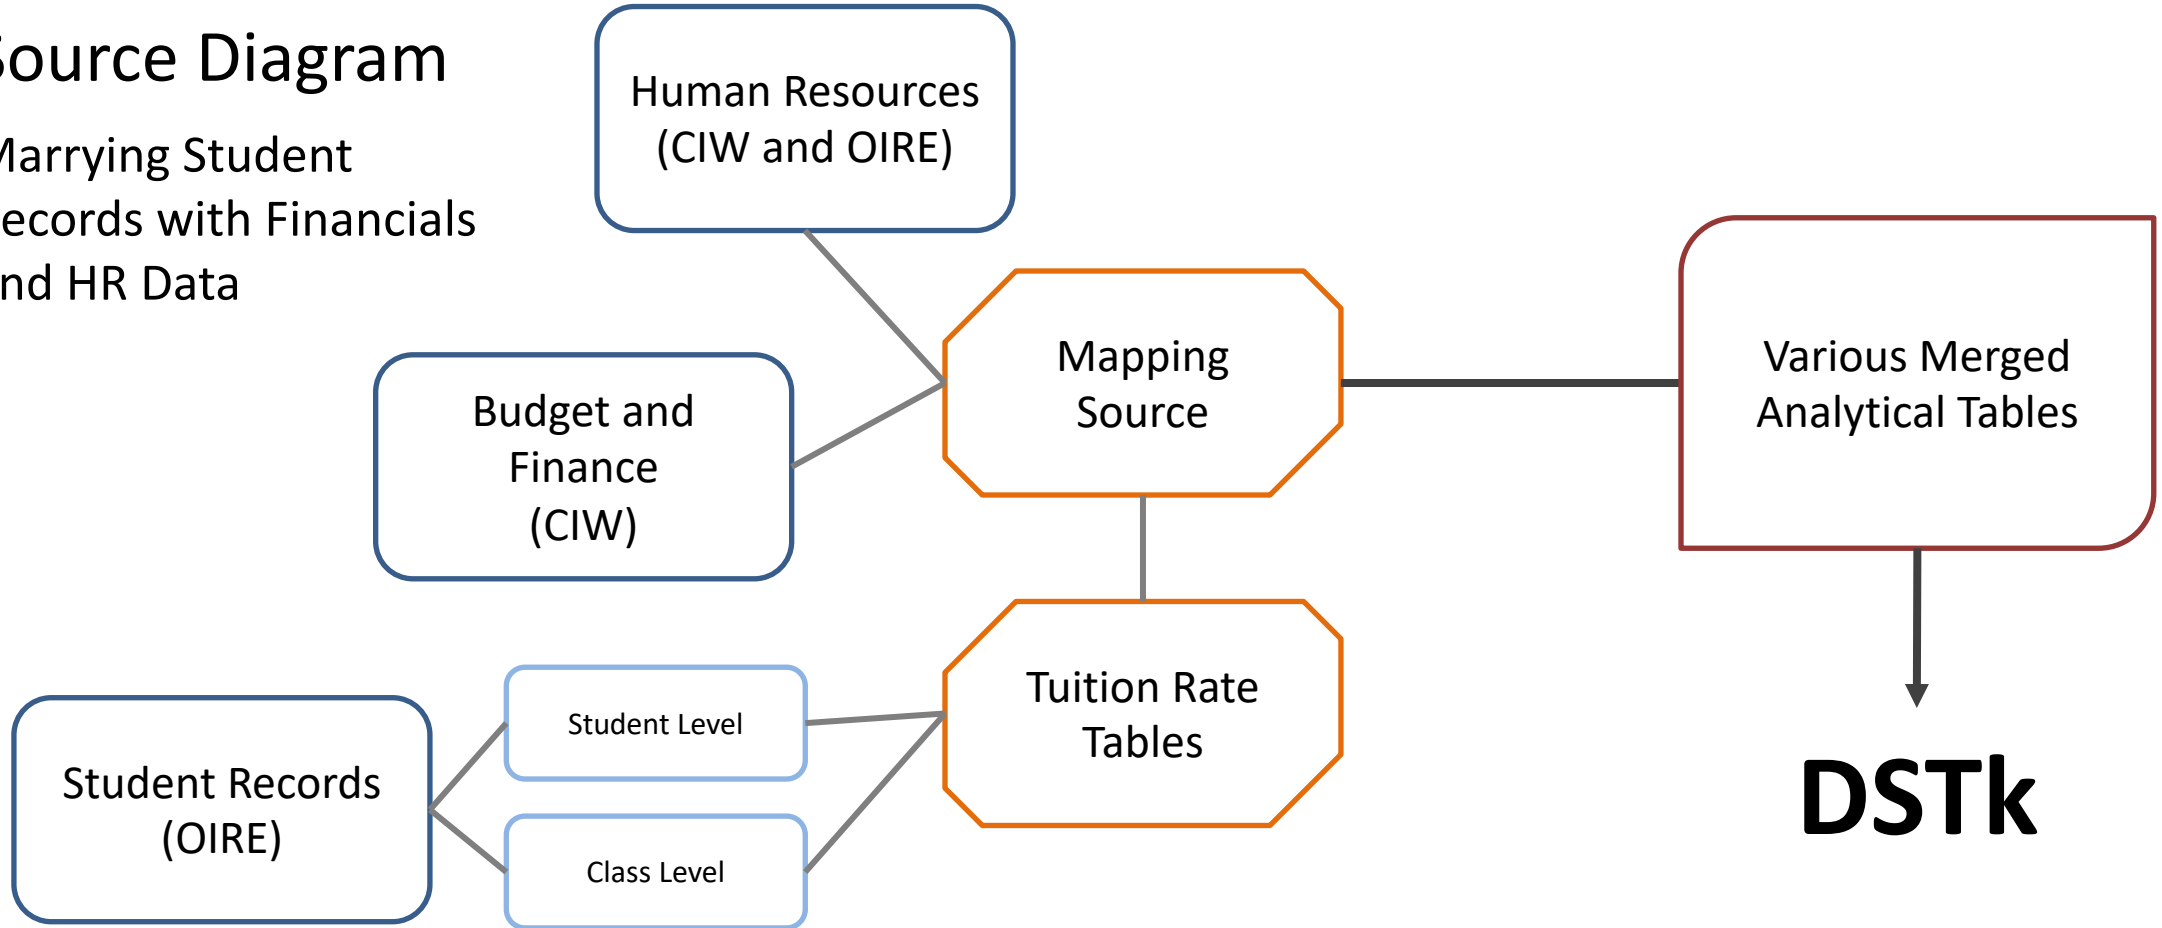 ource Diagram
Marrying Student
ecords with Financials
nd HR Data
Human Resources
(CIW and OIRE)
Budget and
Finance
(CIW)
Mapping
Source
Various Merged
Analytical Tables
Student Records
(OIRE)
Student Level
Class Level
Tuition Rate
Tables
DSTk